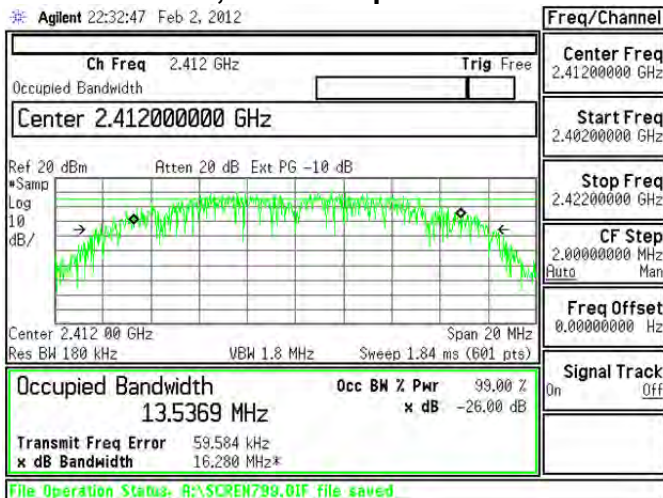 Agilent 22:32:47 Feb 2, 2012
Freq/Channel
Ch Freq 2.412 GHz Trig Free
Occupied Bandwidth
Center 2.412000000 GHz
Ref 20 dBm Atten 20 dB Ext PG -10 dB
#Samp
Log
10
dB/
Center 2.412 00 GHz Span 20 MHz
Res BW 180 kHz VBW 1.8 MHz Sweep 1.84 ms (601 pts)
Occupied Bandwidth Occ BW % Pwr 99.00 %
13.5369 MHz x dB -26.00 dB
Transmit Freq Error 59.584 kHz
x dB Bandwidth 16.280 MHz*
File Operation Status, A:\SCREN799.GIF file saved
Center Freq
2.41200000 GHz
Start Freq
2.40200000 GHz
Stop Freq
2.42200000 GHz
CF Step
2.00000000 MHz
Auto Man
Freq Offset
0.00000000 Hz
Signal Track
On Off